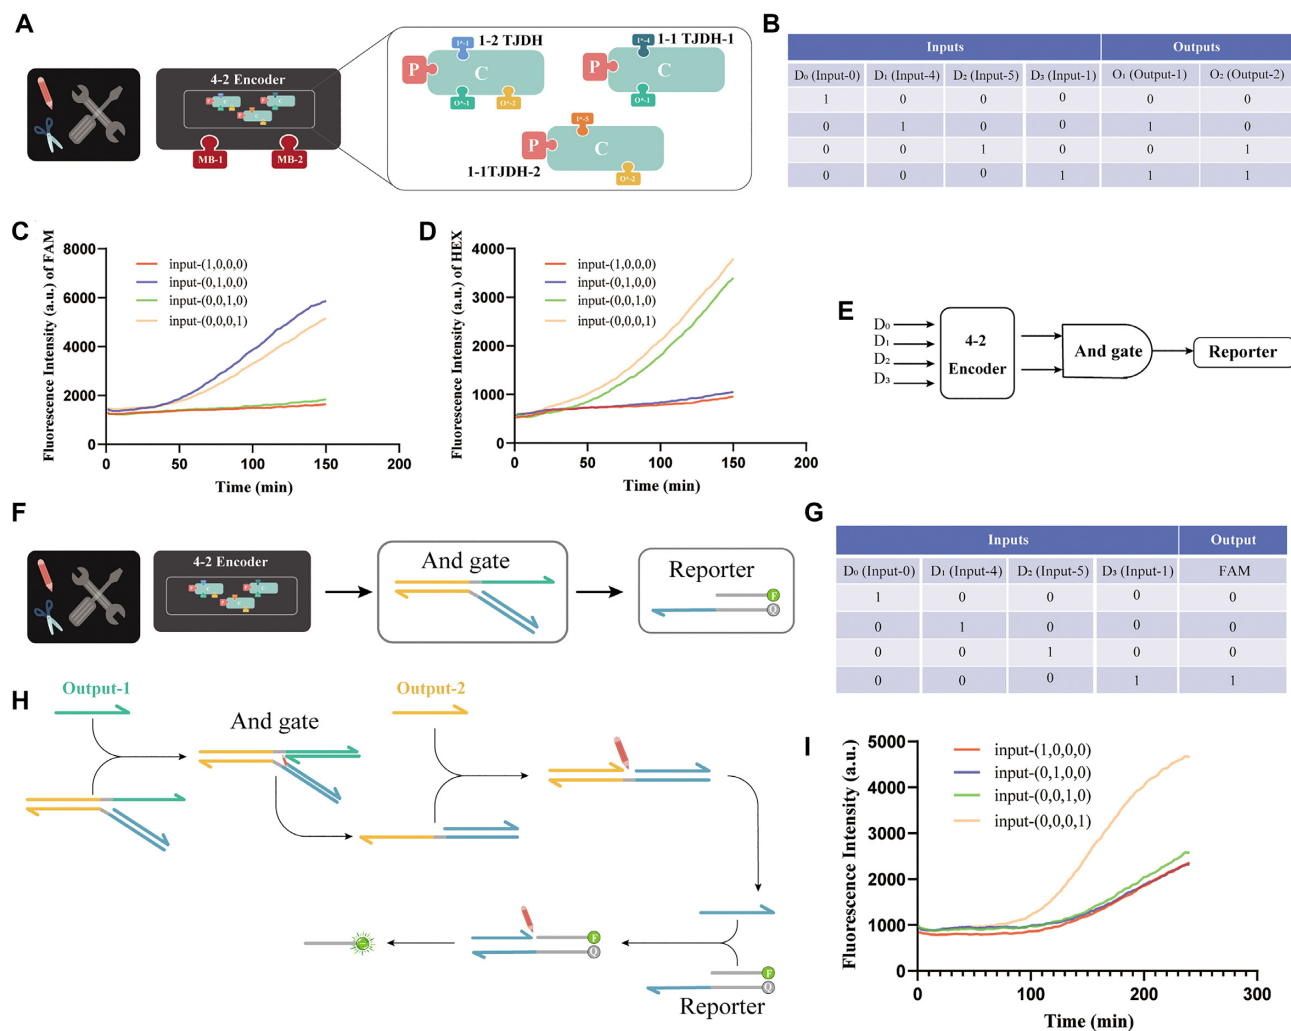 A
4-2 Encoder
MB-1
MB-2
1-2 TJDH
I*-1
P
C
O*-1
O*-2
1-1 TJDH-1
I*-4
P
C
O*-1
I*-5
P
C
O*-2
1-1TJDH-2
B
Inputs
Outputs
D₀ (Input-0) D₁ (Input-4) D₂ (Input-5) D₃ (Input-1) O₁ (Output-1) O₂ (Output-2)
1 0 0 0 0 0
0 1 0 0 1 0
0 0 1 0 0 1
0 0 0 1 1 1
C
Fluorescence Intensity (a.u.) of FAM
8000
6000
4000
2000
0
0 50 100 150 200
Time (min)
input-(1,0,0,0)
input-(0,1,0,0)
input-(0,0,1,0)
input-(0,0,0,1)
D
Fluorescence Intensity (a.u.) of HEX
4000
3000
2000
1000
0
0 50 100 150 200
Time (min)
input-(1,0,0,0)
input-(0,1,0,0)
input-(0,0,1,0)
input-(0,0,0,1)
E
D₀
D₁
D₂
D₃
4-2
Encoder
And gate
Reporter
F
4-2 Encoder
And gate
Reporter
F
Q
G
Inputs
Output
D₀ (Input-0) D₁ (Input-4) D₂ (Input-5) D₃ (Input-1) FAM
1 0 0 0 0
0 1 0 0 0
0 0 1 0 0
0 0 0 1 1
H
Output-1
And gate
Output-2
F
Q
F
Q
Reporter
I
Fluorescence Intensity (a.u.)
5000
4000
3000
2000
1000
0
0 100 200 300
Time (min)
input-(1,0,0,0)
input-(0,1,0,0)
input-(0,0,1,0)
input-(0,0,0,1)